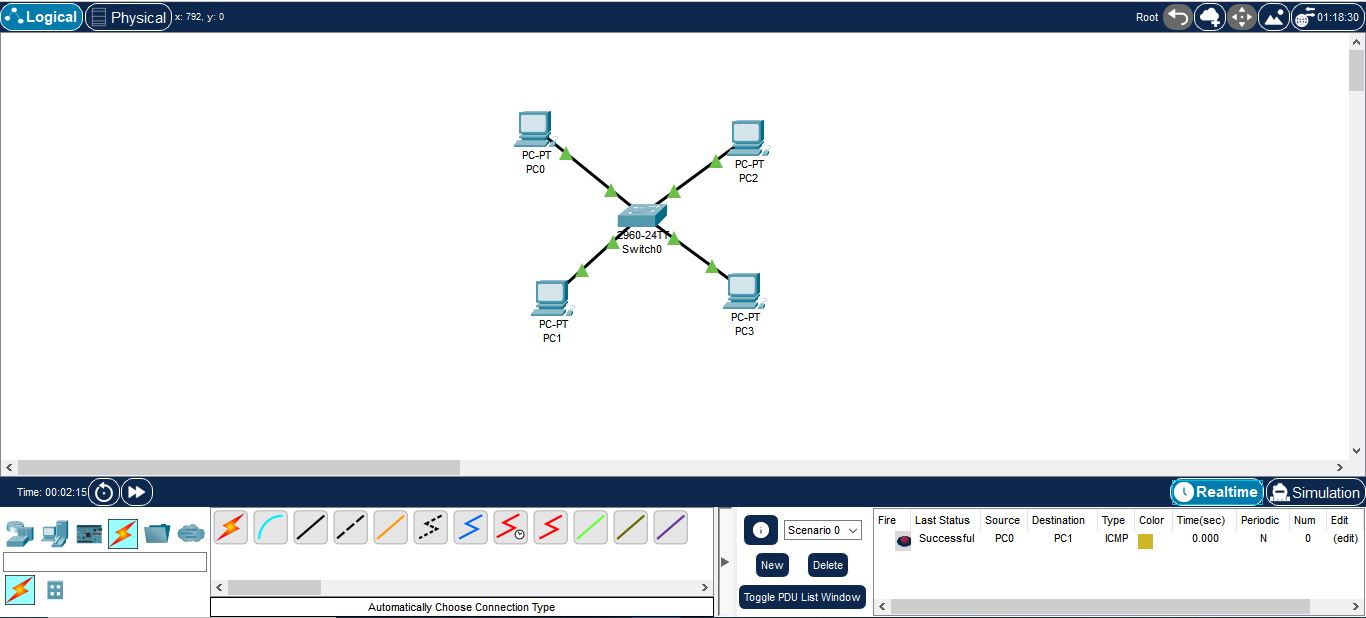 Logical Physical x: 792, y: 0 Root 01:18:30
PC-PT
PC0
PC-PT
PC2
2960-24TT
Switch0
PC-PT
PC1
PC-PT
PC3
Time: 00:02:15 Realtime Simulation
Scenario 0
New Delete
Toggle PDU List Window
Automatically Choose Connection Type
Fire Last Status Source Destination Type Color Time(sec) Periodic Num Edit
Successful PC0 PC1 ICMP 0.000 N 0 (edit)